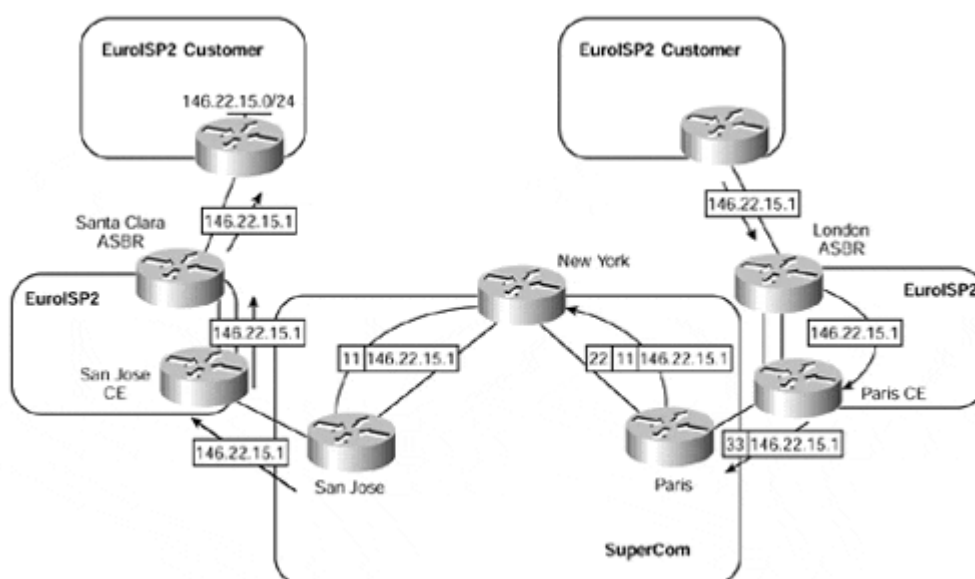 EuroISP2 Customer
146.22.15.0/24
Santa Clara
ASBR
146.22.15.1
EuroISP2
146.22.15.1
San Jose
CE
146.22.15.1
San Jose
11 146.22.15.1
New York
22 11 146.22.15.1
Paris
SuperCom
EuroISP2 Customer
146.22.15.1
London
ASBR
EuroISP2
146.22.15.1
Paris CE
33 146.22.15.1